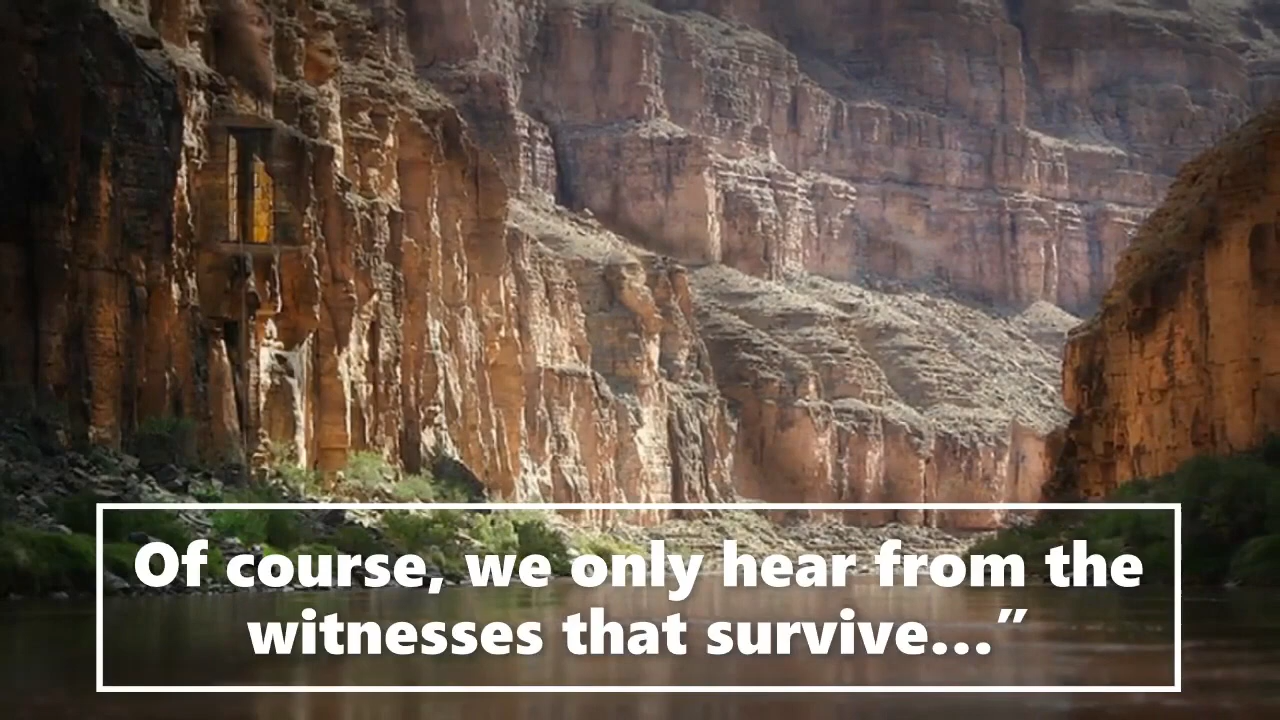 Of course, we only hear from the
witnesses that survive...”